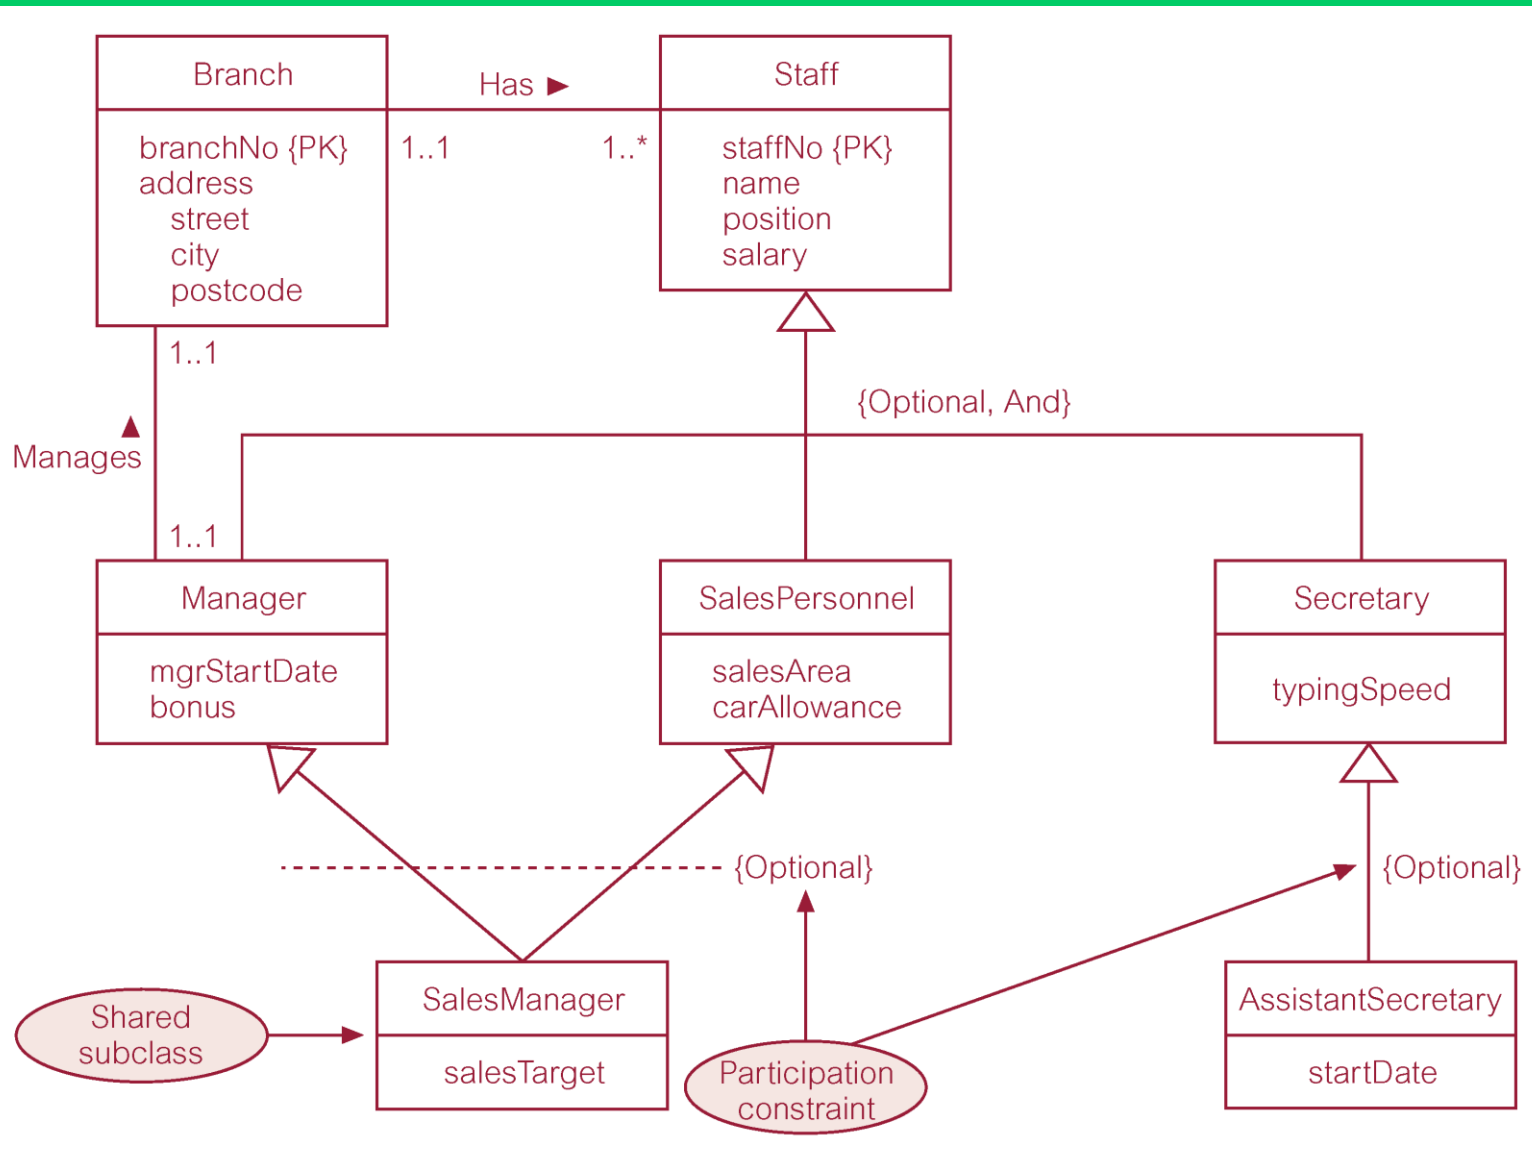 Branch
branchNo {PK}
address
street
city
postcode
Has ►
1..1
1..*
Staff
staffNo {PK}
name
position
salary
1..1
Manages
▲
1..1
{Optional, And}
Manager
mgrStartDate
bonus
SalesPersonnel
salesArea
carAllowance
Secretary
typingSpeed
{Optional}
{Optional}
Shared
subclass
SalesManager
salesTarget
Participation
constraint
AssistantSecretary
startDate